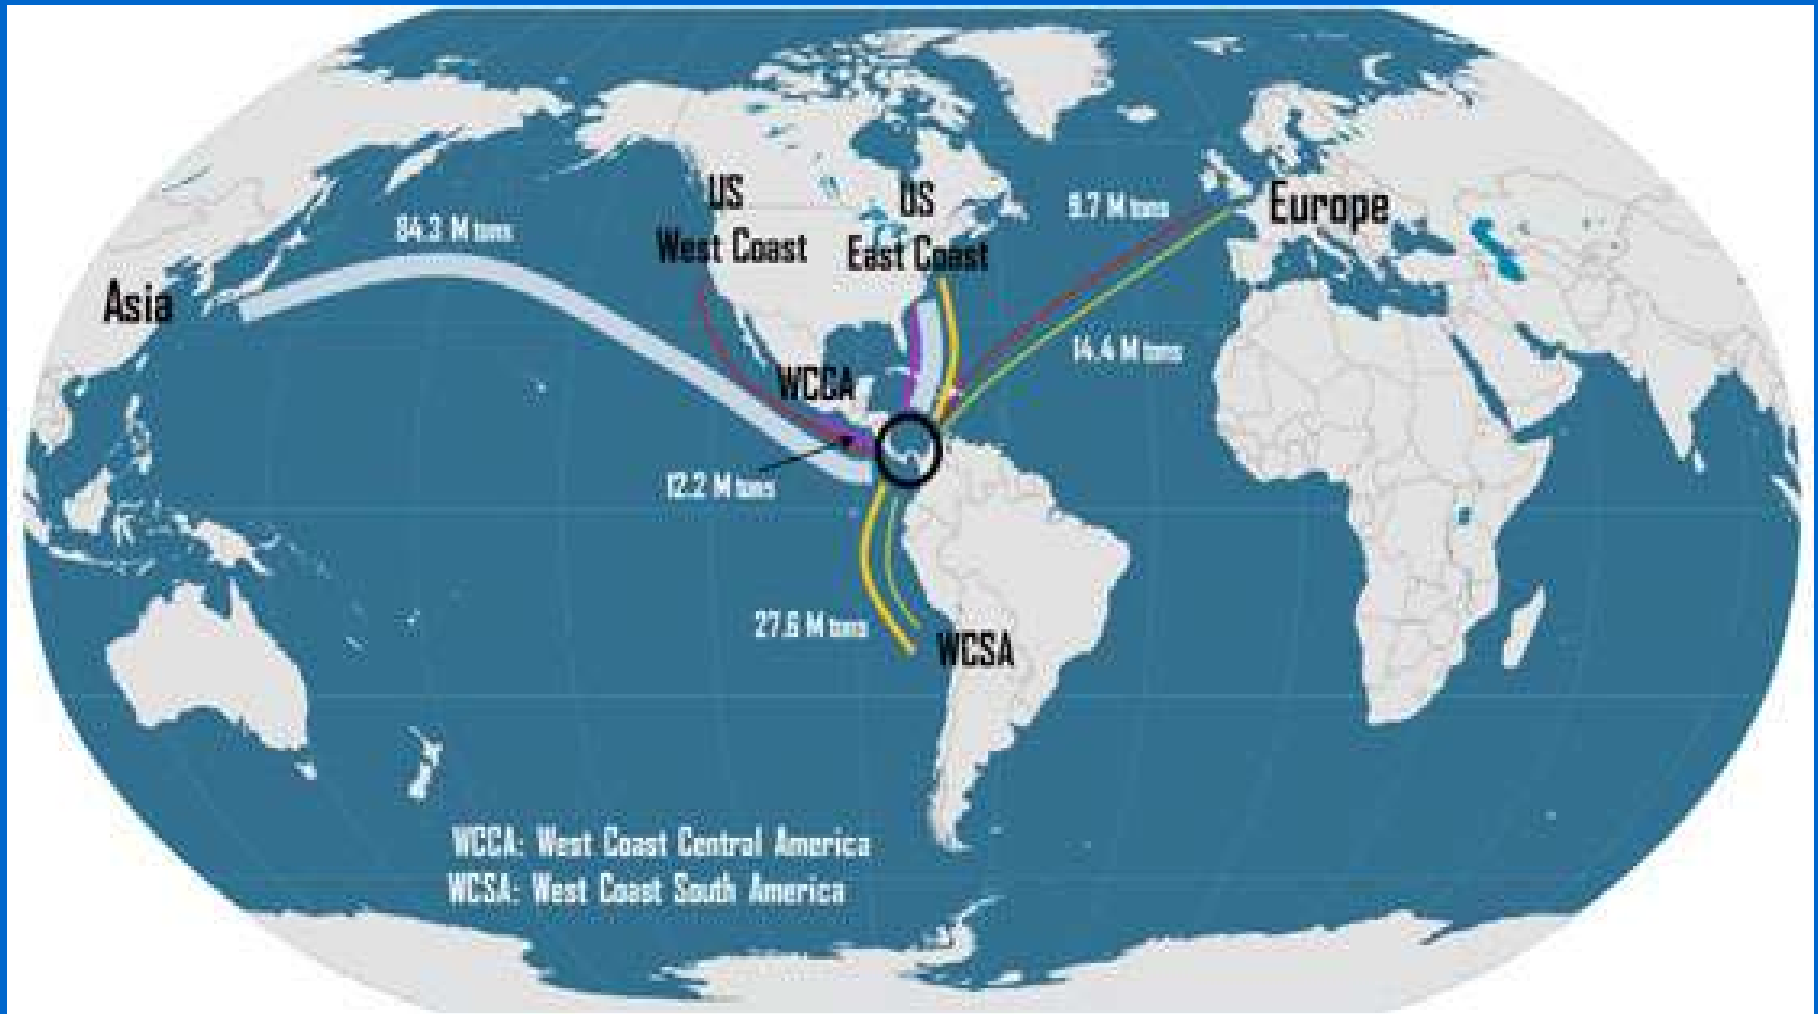 US
West Coast
US
East Coast
Europe
Asia
84.3 M tons
9.7 M tons
14.4 M tons
WCCA
12.2 M tons
27.6 M tons
WCSA
WCCA: West Coast Central America
WCSA: West Coast South America